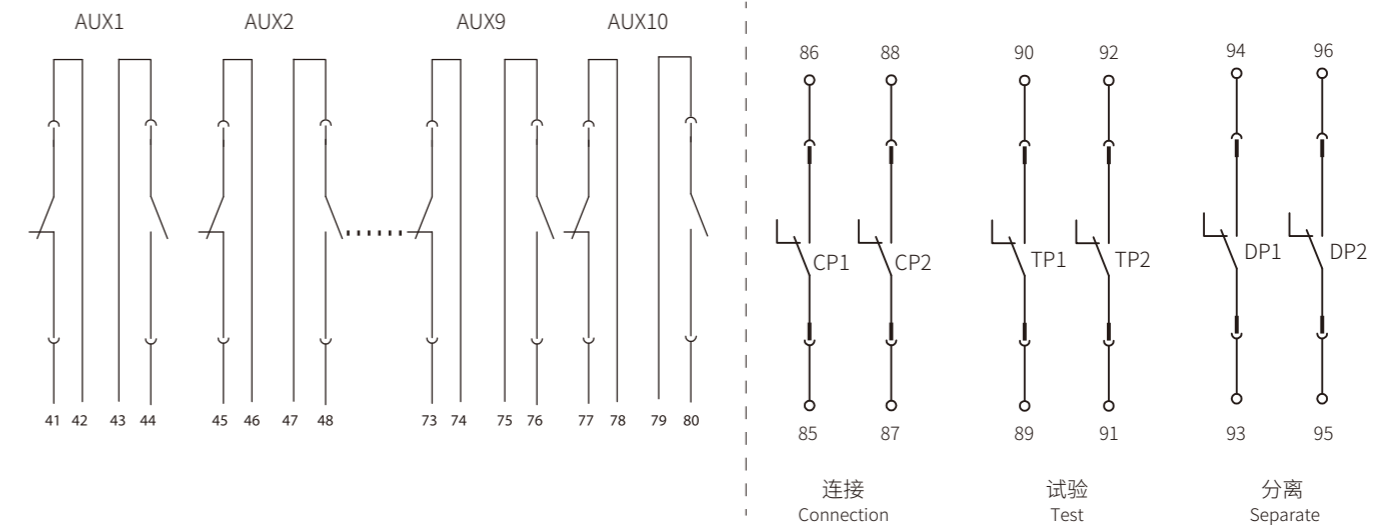 AUX1 AUX2 AUX9 AUX10
86 88 90 92 94 96
CP1 CP2 TP1 TP2 DP1 DP2
41 42 43 44 45 46 47 48 73 74 75 76 77 78 79 80
85 87 89 91 93 95
连接 试验 分离
Connection Test Separate